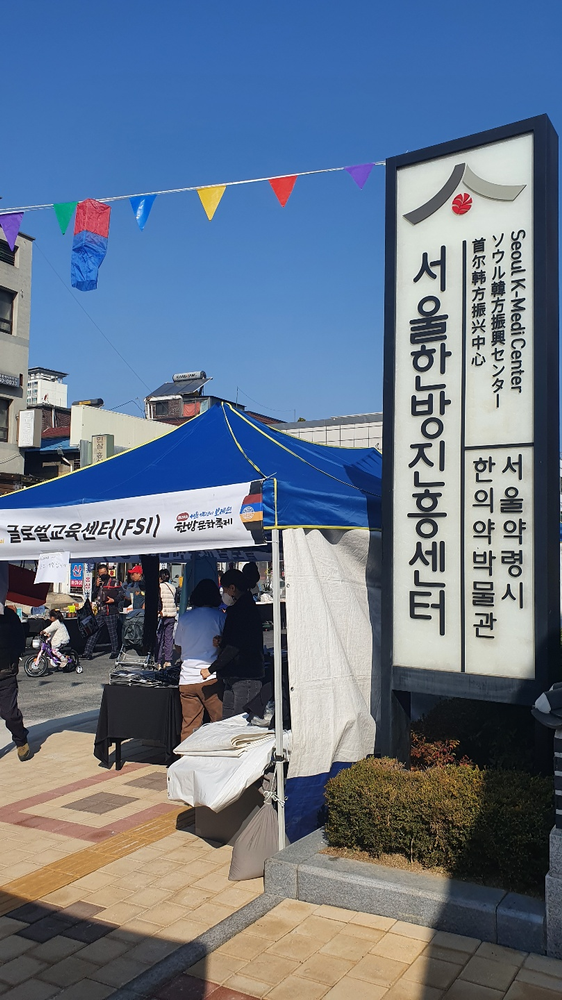 Seoul K-Medi Center
ソウル韓方振興センター
首尔韩方振兴中心
서울한방진흥센터
서울약령시
한의약박물관
글로벌교육센터(FSI)
한방문화축제